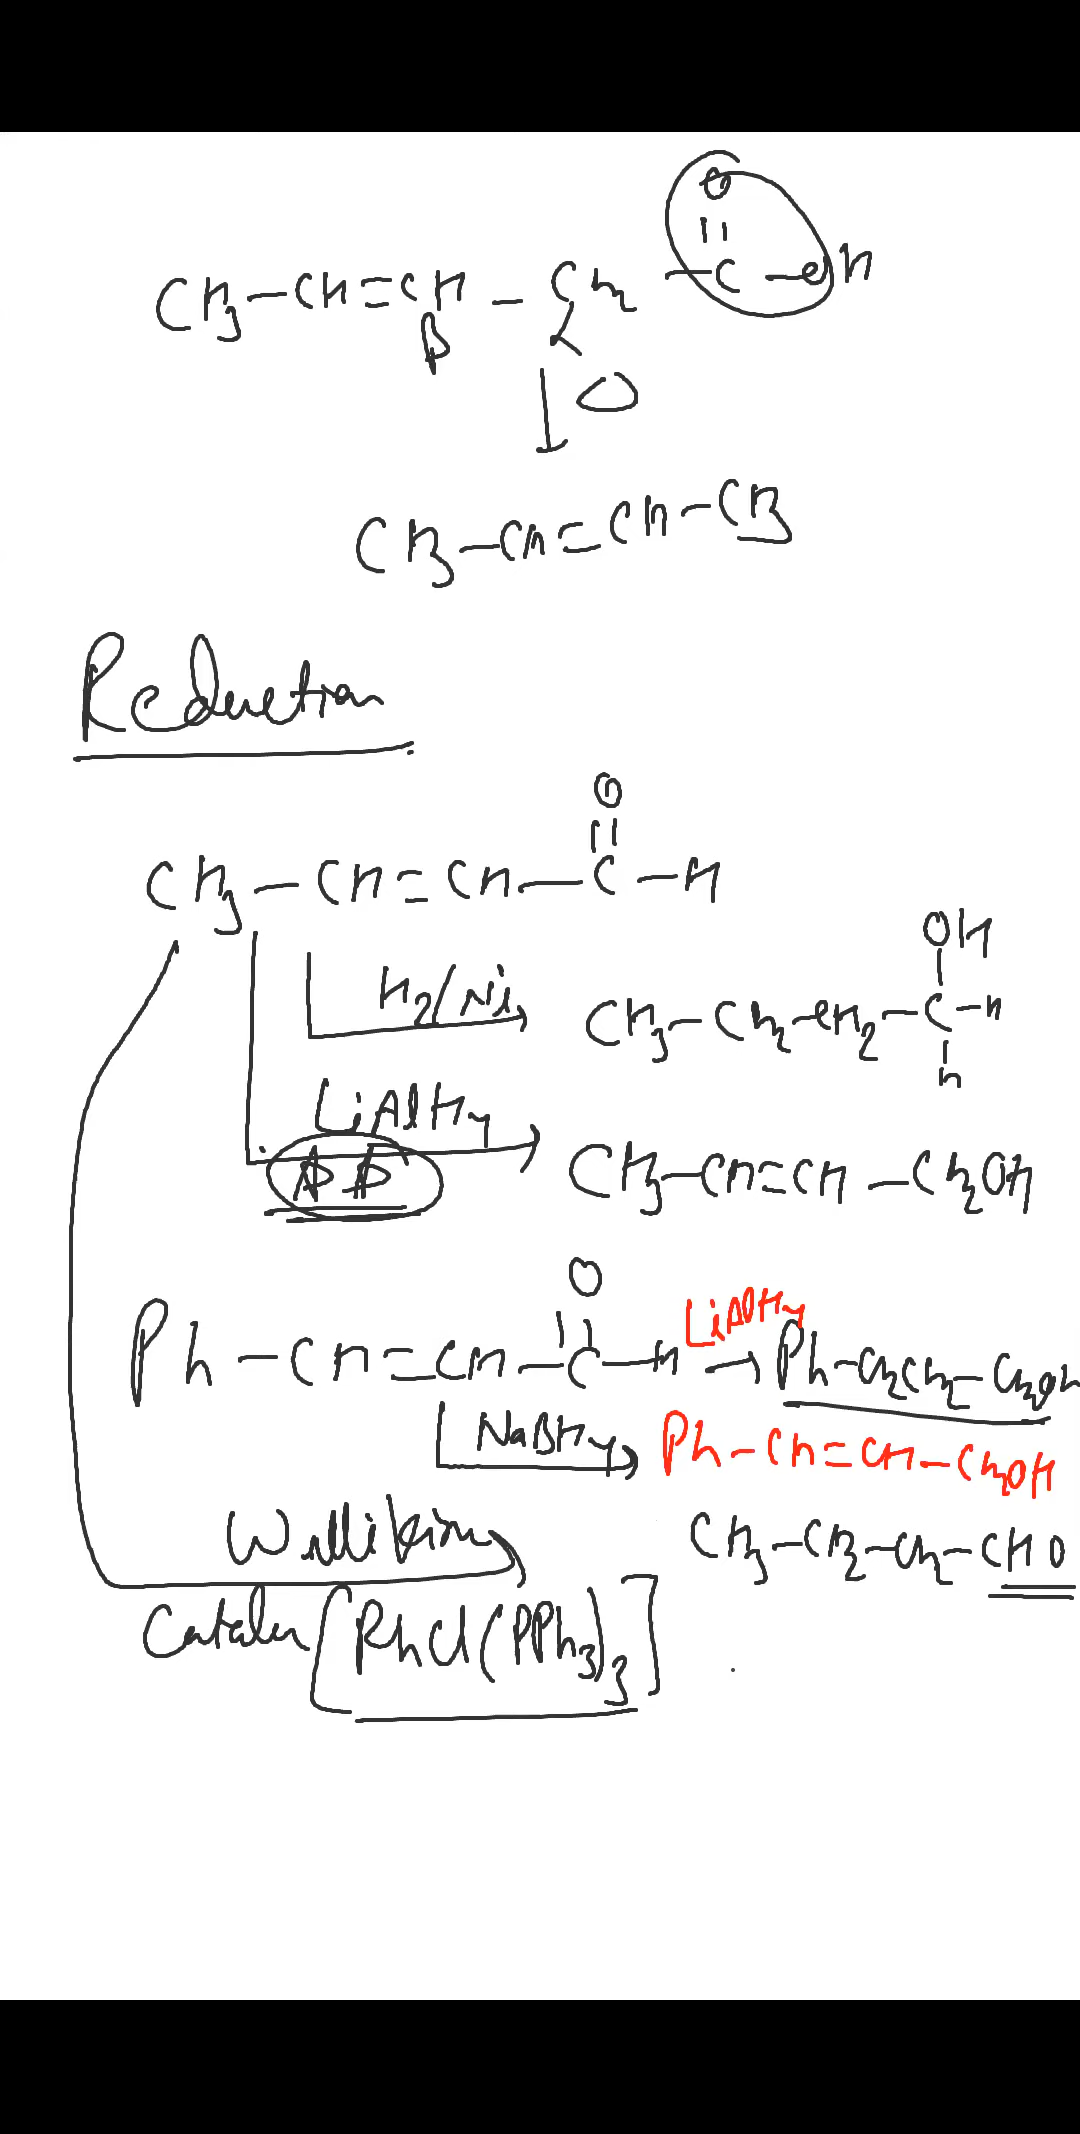 O
||
CH3-CH=CH-CH2-C-OH
β α
Δ
CH3-CH=CH-CH3
Reduction
O
||
CH3-CH=CH-C-H
OH
H2/Ni CH3-CH2-CH2-C-H
H
LiAlH4
CH3-CH=CH-CH2OH
O
||
Ph-CH=CH-C-H LiAlH4 → Ph-CH2CH2-CH2OH
NaBH4 Ph-CH=CH-CH2OH
CH3-CH2-CH2-CHO
[RhCl(PPh3)3]